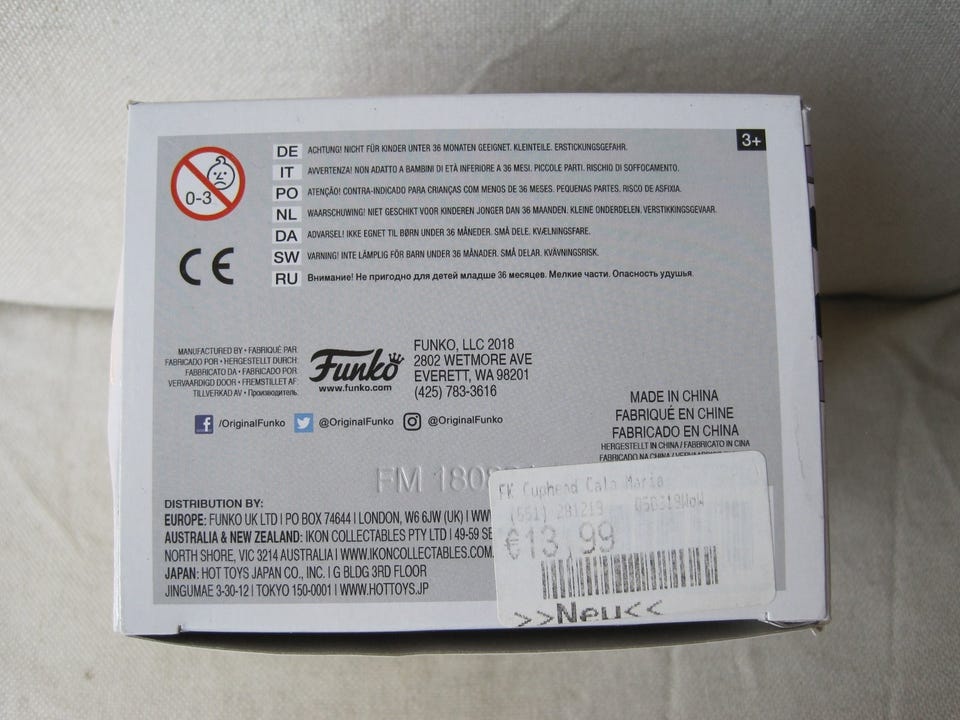 3+
0-3
DE ACHTUNG! NICHT FÜR KINDER UNTER 36 MONATEN GEEIGNET. KLEINTEILE. ERSTICKUNGSGEFAHR.
IT AVVERTENZA! NON ADATTO A BAMBINI DI ETÀ INFERIORE A 36 MESI. PICCOLE PARTI. RISCHIO DI SOFFOCAMENTO.
PO ATENÇÃO! CONTRA-INDICADO PARA CRIANÇAS COM MENOS DE 36 MESES. PEQUENAS PARTES. RISCO DE ASFIXIA.
NL WAARSCHUWING! NIET GESCHIKT VOOR KINDEREN JONGER DAN 36 MAANDEN. KLEINE ONDERDELEN. VERSTIKKINGSGEVAAR.
DA ADVARSEL! IKKE EGNET TIL BØRN UNDER 36 MÅNEDER. SMÅ DELE. KVÆLNINGSFARE.
SW VARNING! INTE LÄMPLIG FÖR BARN UNDER 36 MÅNADER. SMÅ DELAR. KVÄVNINGSRISK.
RU Внимание! Не пригодно для детей младше 36 месяцев. Мелкие части. Опасность удушья.
CE
MANUFACTURED BY • FABRIQUÉ PAR
FABRICADO POR • HERGESTELLT DURCH:
FABBRICATO DA • FABRICADO POR
VERVAARDIGD DOOR • FREMSTILLET AF:
TILLVERKAD AV • Производитель:
Funko
www.funko.com
FUNKO, LLC 2018
2802 WETMORE AVE
EVERETT, WA 98201
(425) 783-3616
/OriginalFunko @OriginalFunko @OriginalFunko
MADE IN CHINA
FABRIQUÉ EN CHINE
FABRICADO EN CHINA
HERGESTELLT IN CHINA / FABBRICATO IN CINA
FABRICADO NA CHINA /
FM 1808
DISTRIBUTION BY:
EUROPE: FUNKO UK LTD I PO BOX 74644 I LONDON, W6 6JW (UK) I WW
AUSTRALIA & NEW ZEALAND: IKON COLLECTABLES PTY LTD I 49-59 SE
NORTH SHORE, VIC 3214 AUSTRALIA I WWW.IKONCOLLECTABLES.COM
JAPAN: HOT TOYS JAPAN CO., INC. I G BLDG 3RD FLOOR
JINGUMAE 3-30-12 I TOKYO 150-0001 I WWW.HOTTOYS.JP
FK Cuphead Cala Maria
(551) 281213 050319WoW
€13,99
>>Neu<<